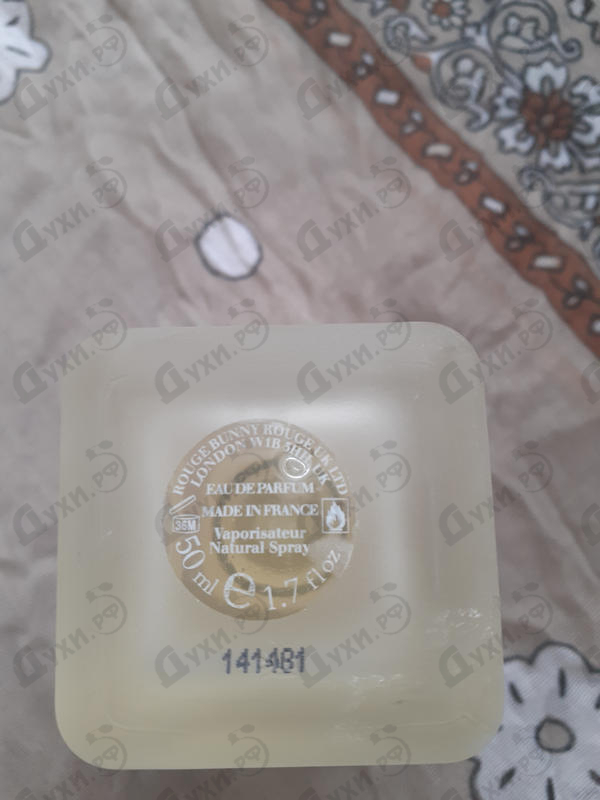 ROUGE BUNNY ROUGE UK LTD
LONDON W1B 3HH, UK
EAU DE PARFUM
MADE IN FRANCE
36M
Vaporisateur
Natural Spray
50 ml e 1.7 fl oz
141481
Духи.рф